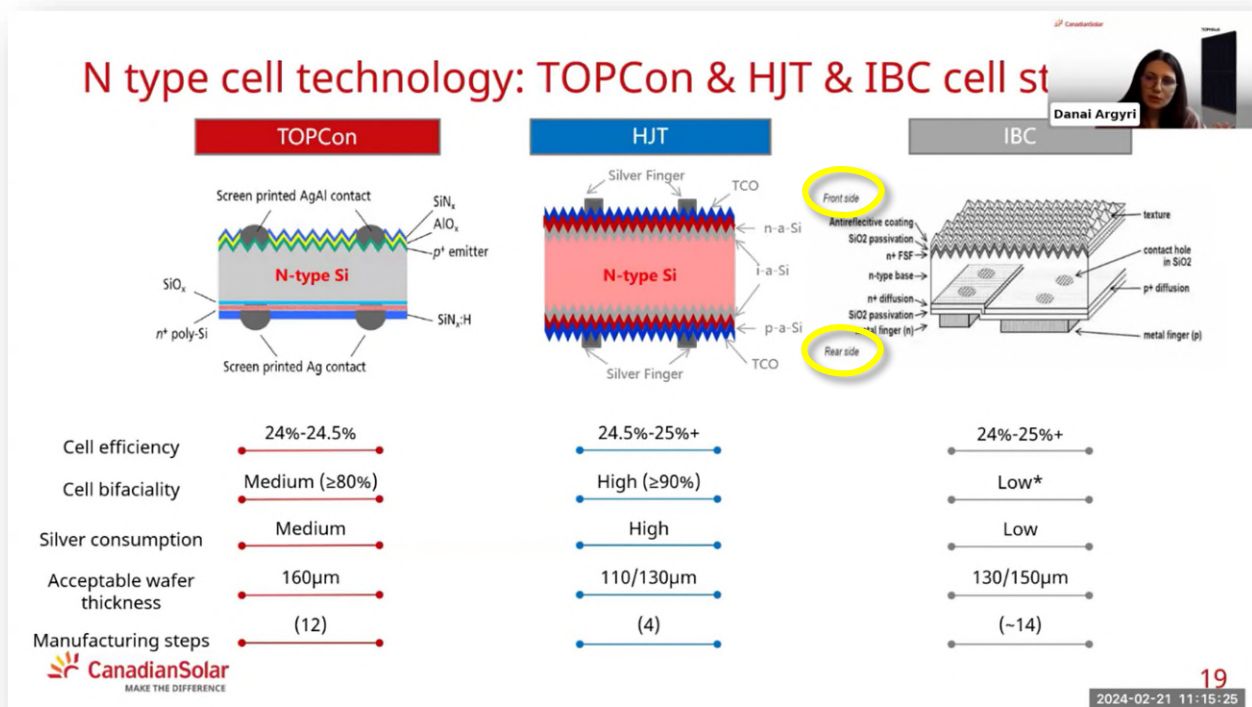 CanadianSolar
N type cell technology: TOPCon & HJT & IBC cell st
Danai Argyri
TOPCon
HJT
IBC
Screen printed AgAl contact
SiNx
AlOx
p+ emitter
N-type Si
SiOx
n+ poly-Si
SiNx:H
Screen printed Ag contact
Silver Finger
TCO
n-a-Si
i-a-Si
N-type Si
p-a-Si
TCO
Silver Finger
Front side
Antireflective coating
SiO2 passivation
n+ FSF
n-type base
n+ diffusion
SiO2 passivation
tal finger (n)
Rear side
texture
contact hole
in SiO2
p+ diffusion
metal finger (p)
Cell efficiency 24%-24.5% 24.5%-25%+ 24%-25%+
Cell bifaciality Medium (≥80%) High (≥90%) Low*
Silver consumption Medium High Low
Acceptable wafer
thickness 160μm 110/130μm 130/150μm
Manufacturing steps (12) (4) (~14)
CanadianSolar
MAKE THE DIFFERENCE
19
2024-02-21 11:15:25